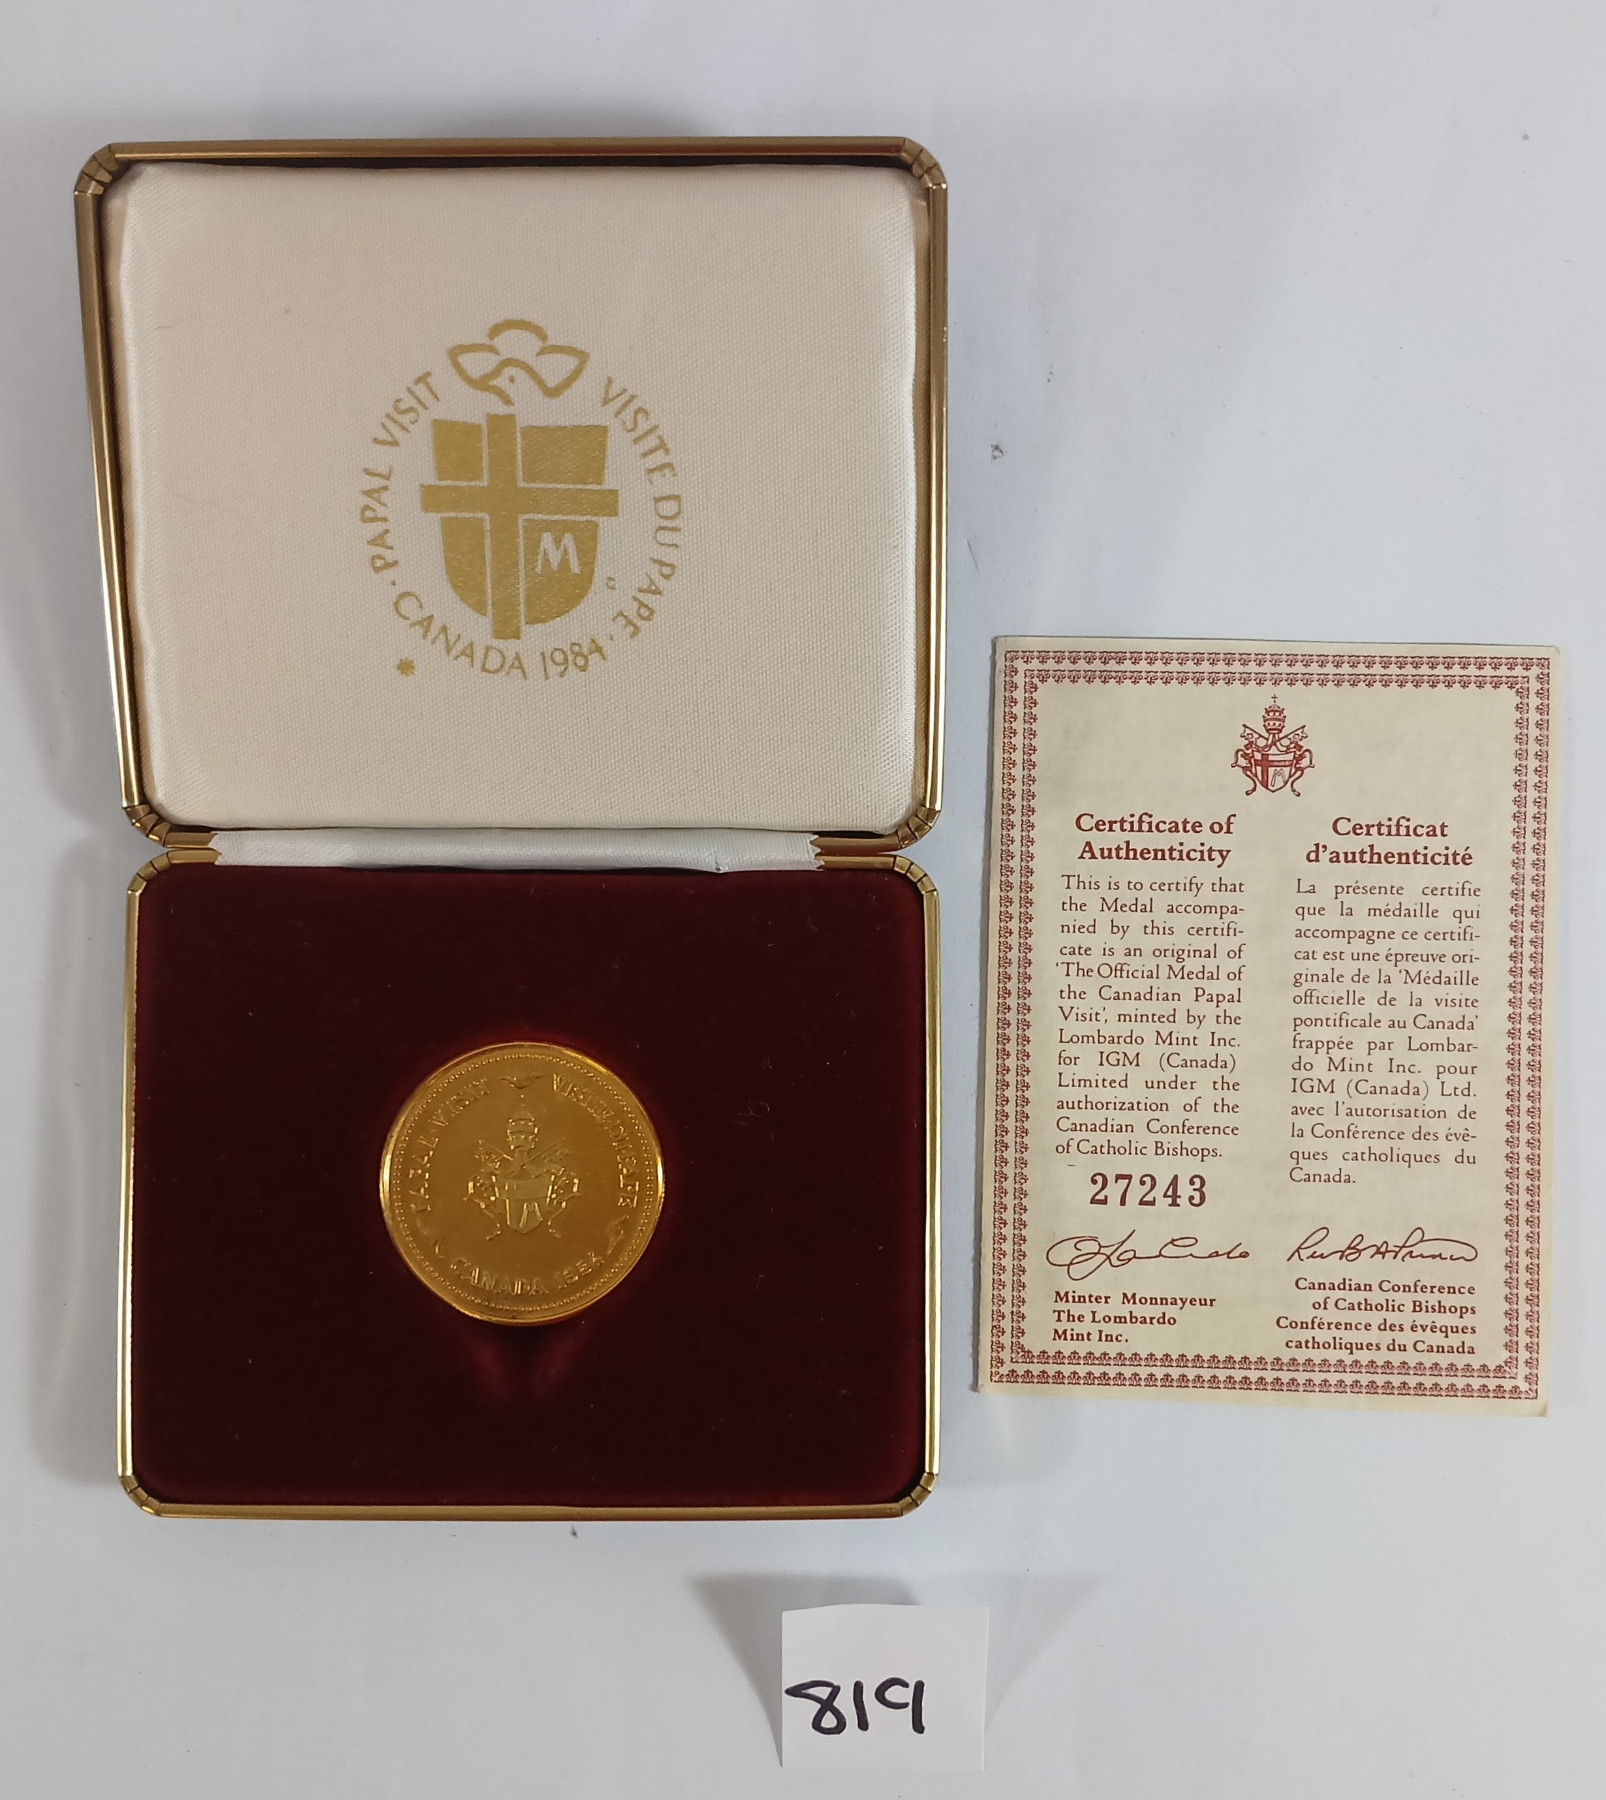 PAPAL VISIT
VISITE DU PAPE
CANADA 1984
M
PAPAL VISIT
VISITE DU PAPE
CANADA 1984
M
Certificate of
Authenticity
This is to certify that
the Medal accompa-
nied by this certifi-
cate is an original of
'The Official Medal of
the Canadian Papal
Visit', minted by the
Lombardo Mint Inc.
for IGM (Canada)
Limited under the
authorization of the
Canadian Conference
of Catholic Bishops.
27243
Minter Monnayeur
The Lombardo
Mint Inc.
Certificat
d'authenticité
La présente certifie
que la médaille qui
accompagne ce certifi-
cat est une épreuve ori-
ginale de la 'Médaille
officielle de la visite
pontificale au Canada'
frappée par Lombar-
do Mint Inc. pour
IGM (Canada) Ltd.
avec l'autorisation de
la Conférence des évê-
ques catholiques du
Canada.
Canadian Conference
of Catholic Bishops
Conférence des évêques
catholiques du Canada
819